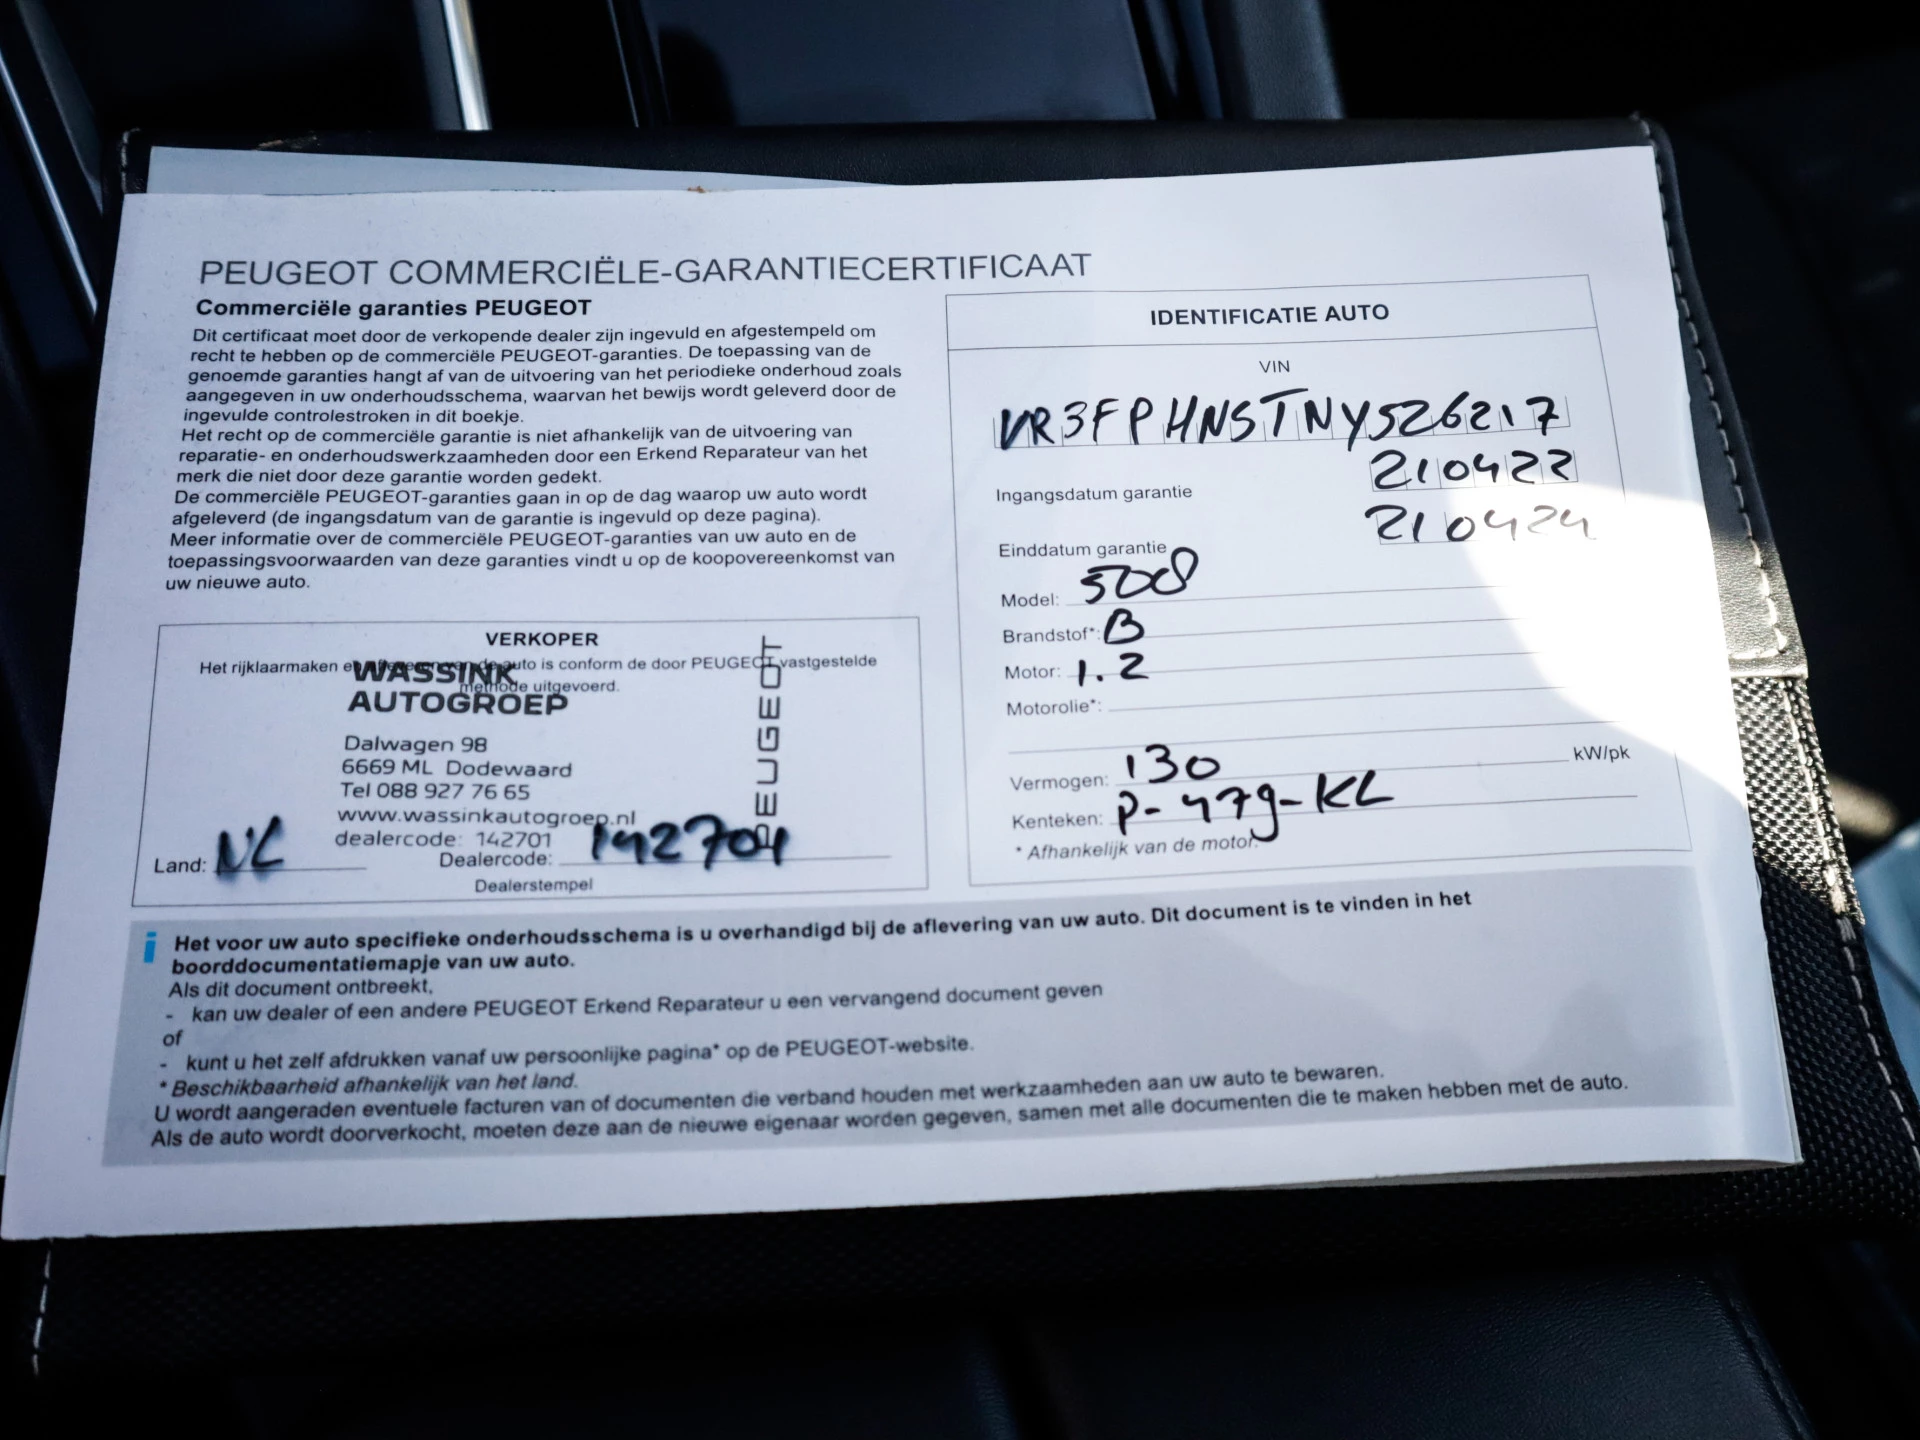 PEUGEOT COMMERCIËLE-GARANTIECERTIFICAAT
Commerciële garanties PEUGEOT
Dit certificaat moet door de verkopende dealer zijn ingevuld en afgestempeld om
recht te hebben op de commerciële PEUGEOT-garanties. De toepassing van de
genoemde garanties hangt af van de uitvoering van het periodieke onderhoud zoals
aangegeven in uw onderhoudsschema, waarvan het bewijs wordt geleverd door de
ingevulde controlestroken in dit boekje.
Het recht op de commerciële garantie is niet afhankelijk van de uitvoering van
reparatie- en onderhoudswerkzaamheden door een Erkend Reparateur van het
merk die niet door deze garantie worden gedekt.
De commerciële PEUGEOT-garanties gaan in op de dag waarop uw auto wordt
afgeleverd (de ingangsdatum van de garantie is ingevuld op deze pagina).
Meer informatie over de commerciële PEUGEOT-garanties van uw auto en de
toepassingsvoorwaarden van deze garanties vindt u op de koopovereenkomst van
uw nieuwe auto.
VERKOPER
Het rijklaarmaken en afleveren van de auto is conform de door PEUGEOT vastgestelde
methode uitgevoerd.
WASSINK
AUTOGROEP
Dalwagen 98
6669 ML Dodewaard
Tel 088 927 76 65
www.wassinkautogroep.nl
dealercode: 142701
PEUGEOT
Land: NL Dealercode: 142701
Dealerstempel
IDENTIFICATIE AUTO
VIN
VR3FPHNSTNY526217
Ingangsdatum garantie 210422
Einddatum garantie 210424
Model: 508
Brandstof*: B
Motor: 1.2
Motorolie*:
Vermogen: 130 kW/pk
Kenteken: P-479-KL
* Afhankelijk van de motor.
i Het voor uw auto specifieke onderhoudsschema is u overhandigd bij de aflevering van uw auto. Dit document is te vinden in het
boorddocumentatiemapje van uw auto.
Als dit document ontbreekt,
- kan uw dealer of een andere PEUGEOT Erkend Reparateur u een vervangend document geven
of
- kunt u het zelf afdrukken vanaf uw persoonlijke pagina* op de PEUGEOT-website.
* Beschikbaarheid afhankelijk van het land.
U wordt aangeraden eventuele facturen van of documenten die verband houden met werkzaamheden aan uw auto te bewaren.
Als de auto wordt doorverkocht, moeten deze aan de nieuwe eigenaar worden gegeven, samen met alle documenten die te maken hebben met de auto.